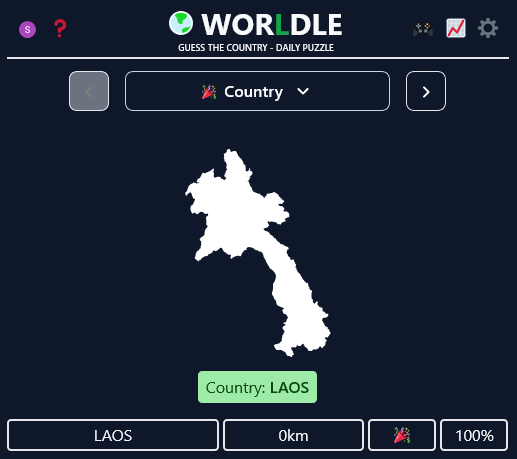 S
WORLDLE
GUESS THE COUNTRY - DAILY PUZZLE
Country
Country: LAOS
LAOS 0km 100%